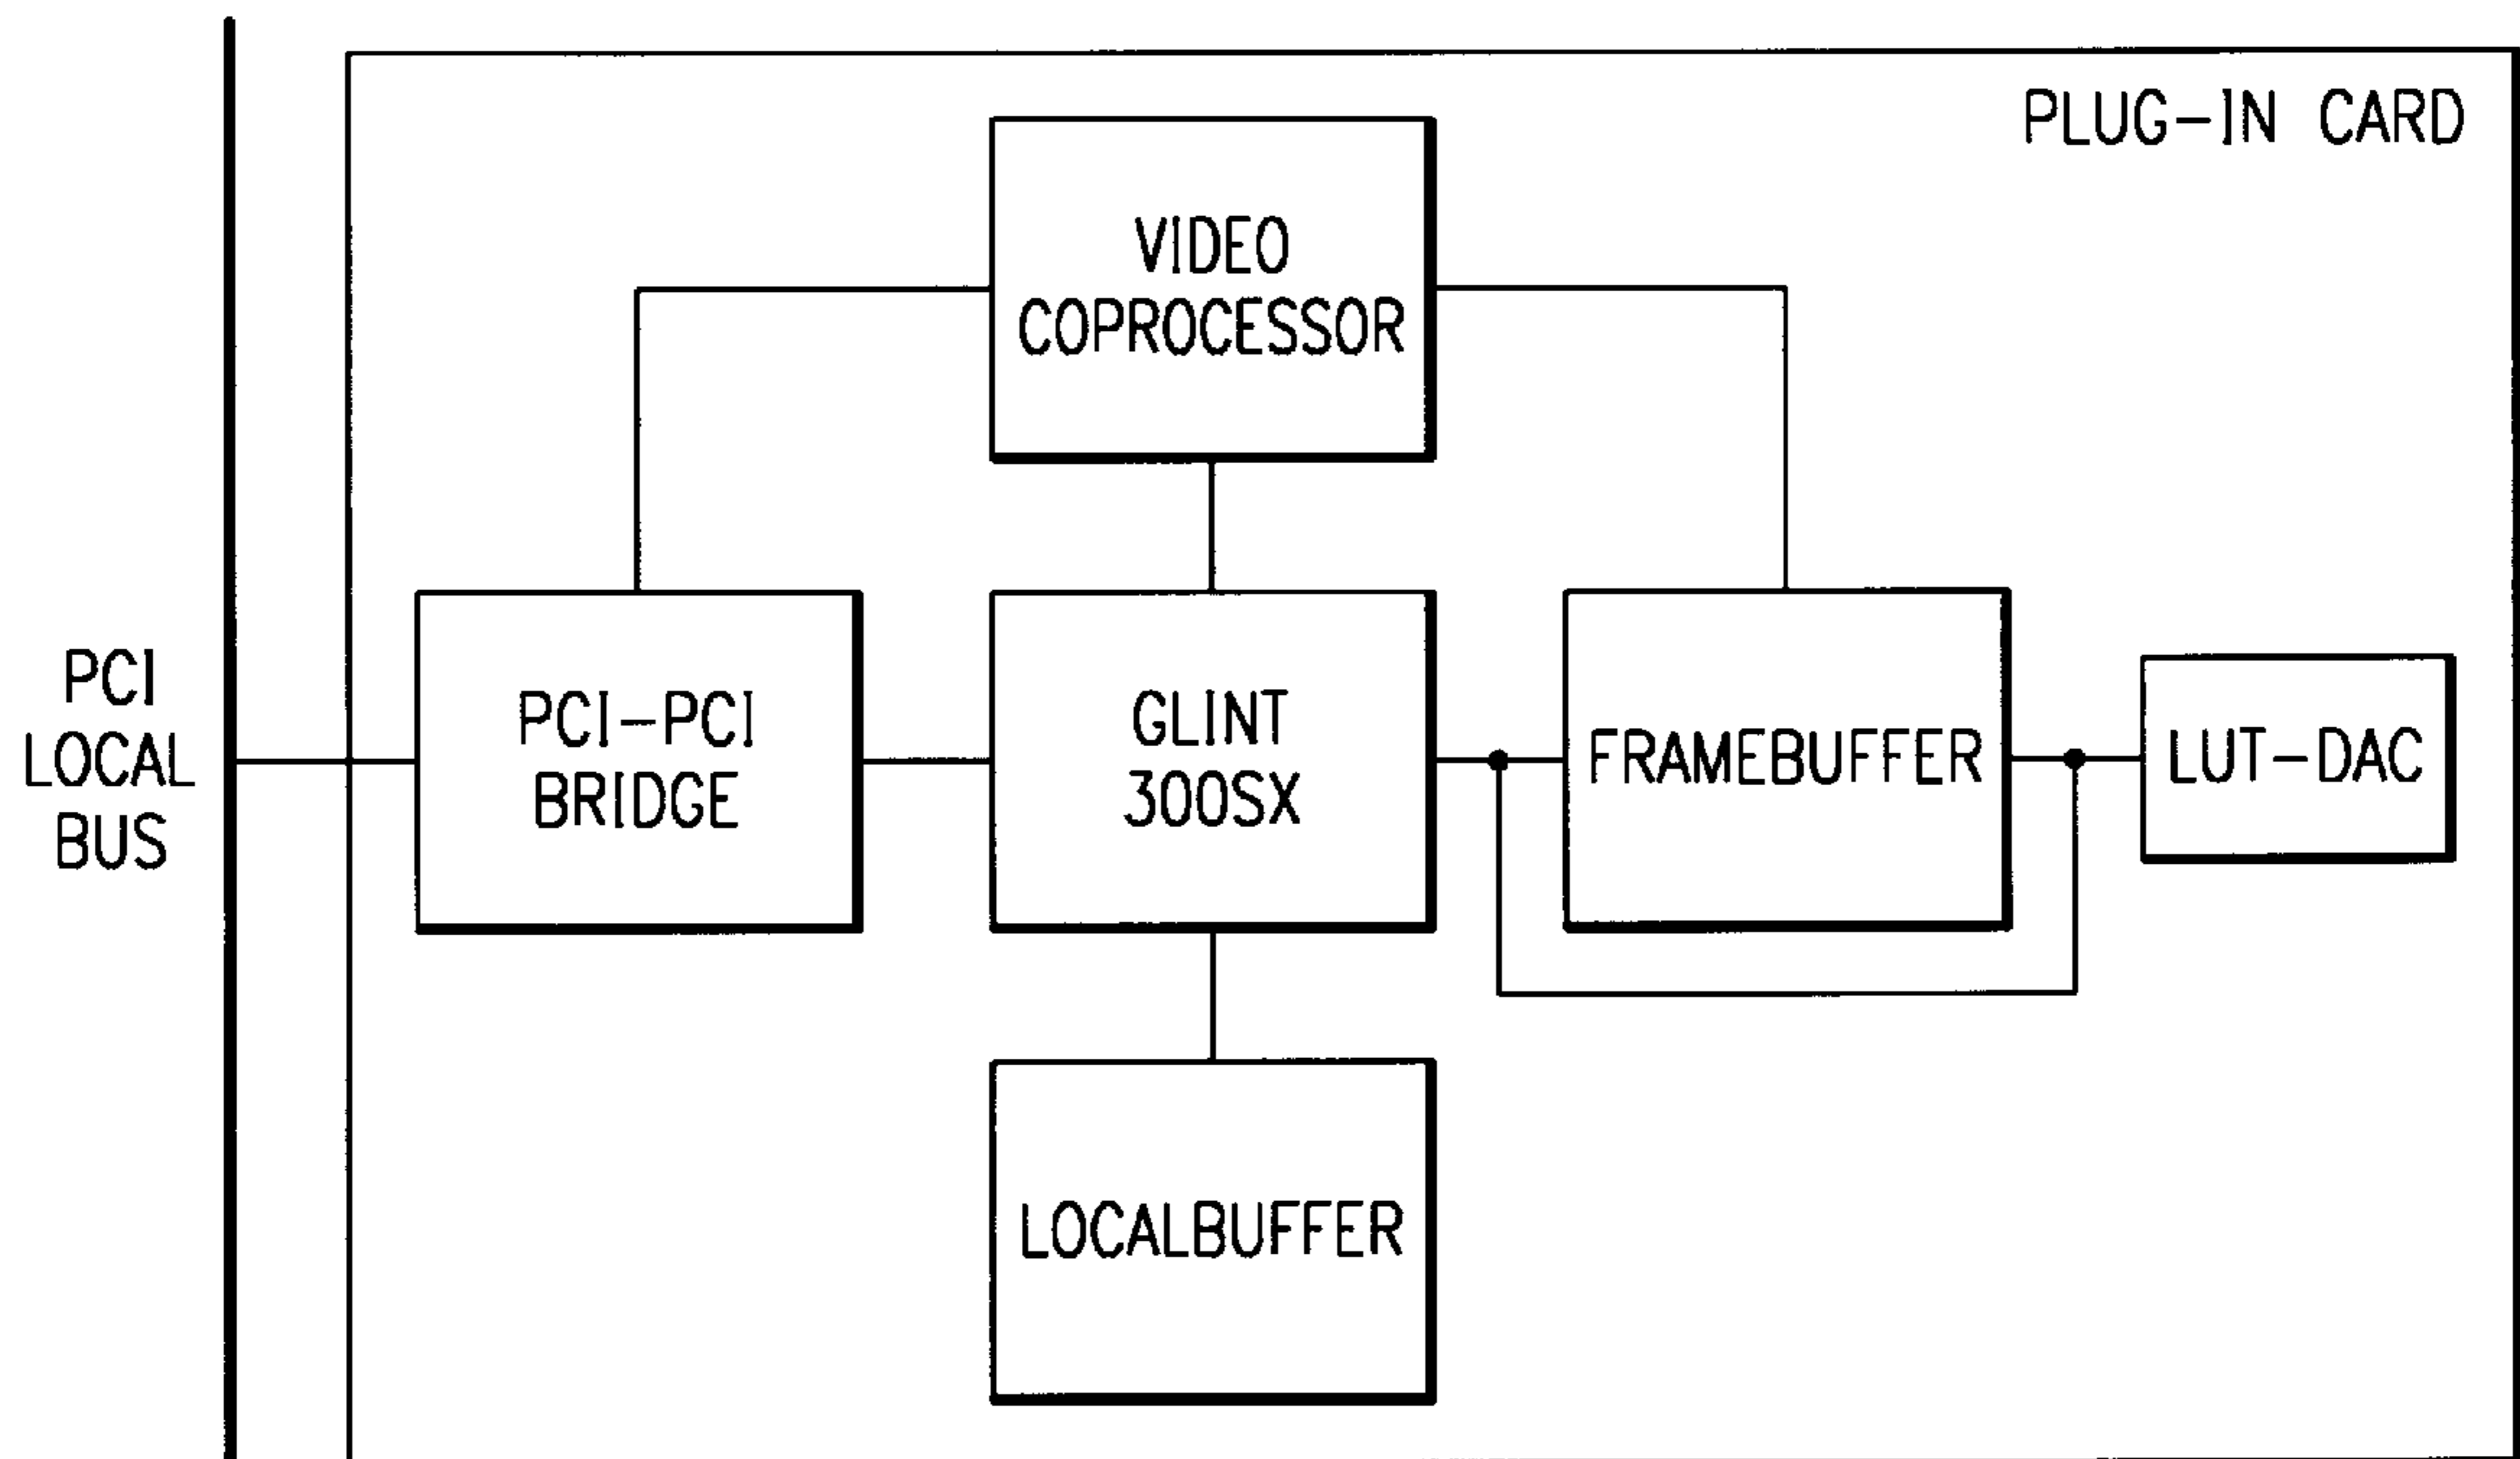 PLUG-IN CARD
VIDEO
COPROCESSOR
PCI
LOCAL
BUS
PCI-PCI
BRIDGE
GLINT
300SX
FRAMEBUFFER
LUT-DAC
LOCALBUFFER